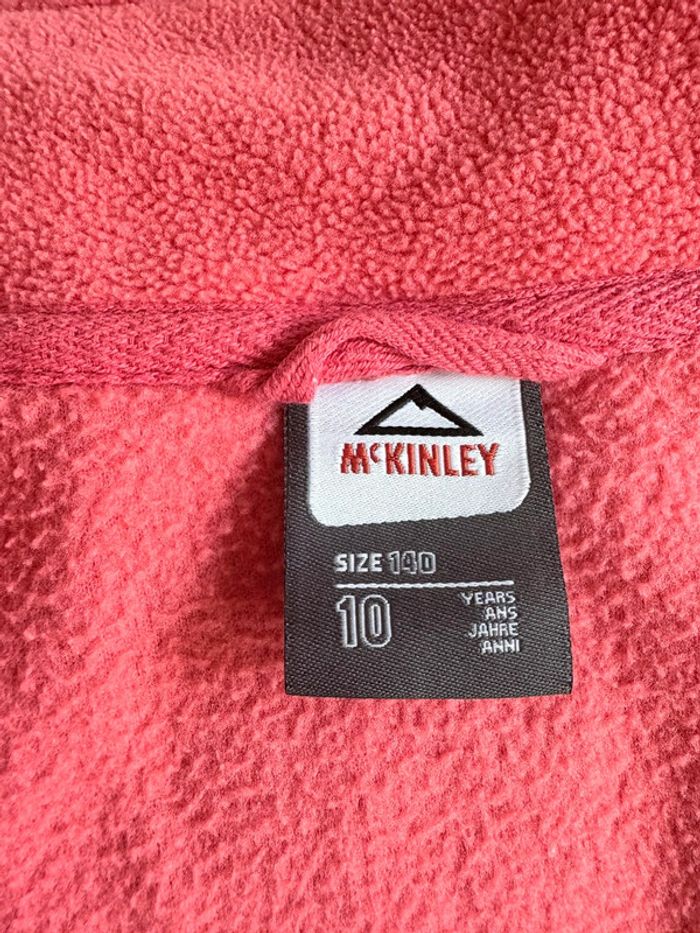 McKINLEY
SIZE 140
10
YEARS
ANS
JAHRE
ANNI